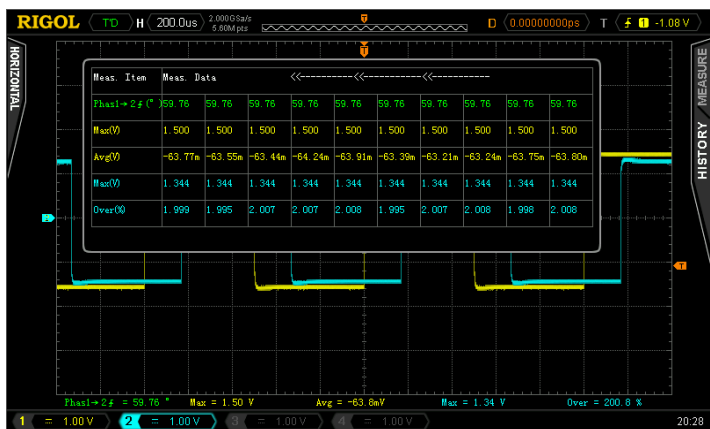 RIGOL T'D H 200.0us 2.000GSa/s 5.60Mpts D 0.00000000ps T 1 -1.08 V
HORIZONTAL
MEASURE
HISTORY
Meas. Item Meas. Data <<-----------<<------------<<-----------
Phas1→2⨍(°) 59.76 59.76 59.76 59.76 59.76 59.76 59.76 59.76 59.76 59.76
Max(V) 1.500 1.500 1.500 1.500 1.500 1.500 1.500 1.500 1.500 1.500
Avg(V) -63.77m -63.55m -63.44m -64.24m -63.91m -63.39m -63.21m -63.24m -63.75m -63.80m
Max(V) 1.344 1.344 1.344 1.344 1.344 1.344 1.344 1.344 1.344 1.344
Over(%) 1.999 1.995 2.007 2.007 2.008 1.995 2.007 2.008 1.998 2.008
Phas1→2⨍ = 59.76 ° Max = 1.50 V Avg = -63.8mV Max = 1.34 V Over = 200.8 %
1 = 1.00 V 2 = 1.00 V 3 = 1.00 V 4 = 1.00 V 20:28